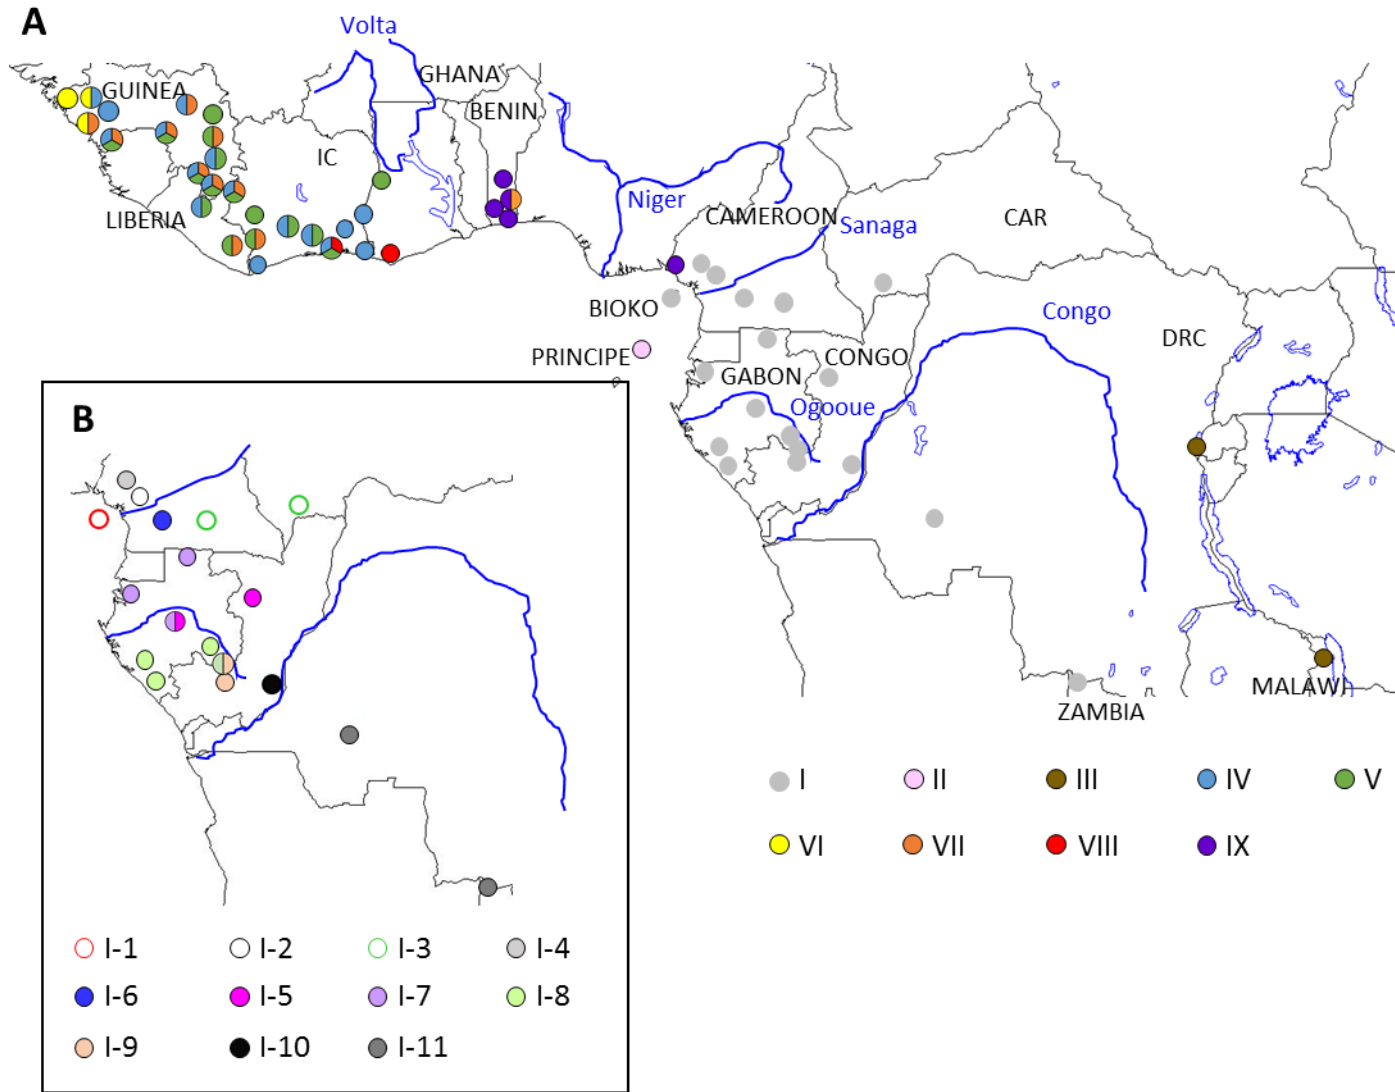 A
Volta
GHANA
GUINEA
BENIN
IC
Niger
CAMEROON
CAR
LIBERIA
Sanaga
BIOKO
Congo
DRC
PRINCIPE
CONGO
GABON
Ogooue
MALAWI
ZAMBIA
I II III IV V
VI VII VIII IX
B
I-1 I-2 I-3 I-4
I-6 I-5 I-7 I-8
I-9 I-10 I-11